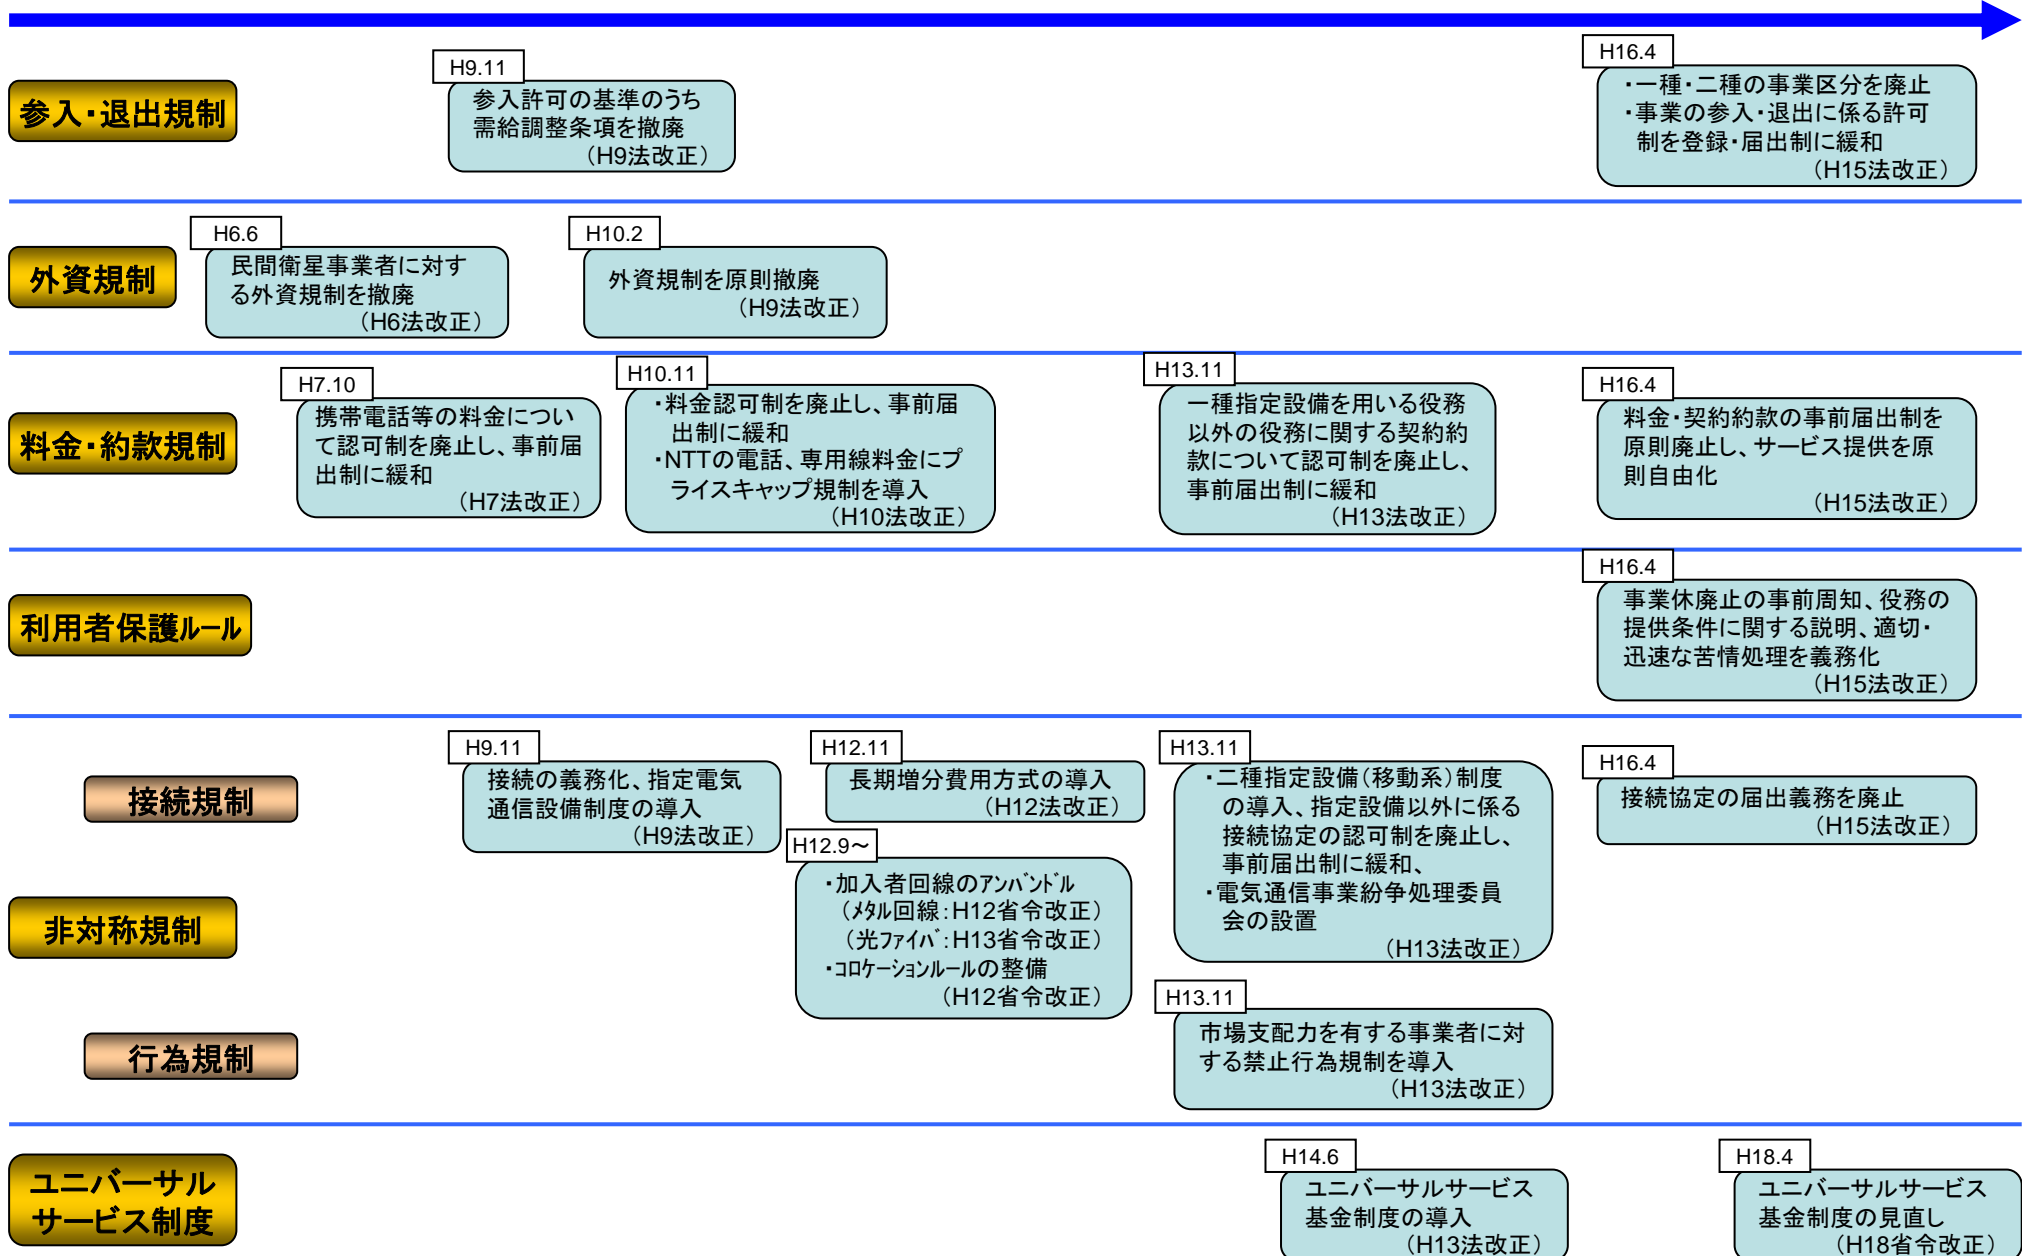 参入・退出規制
H9.11
参入許可の基準のうち
需給調整条項を撤廃
（H9法改正）
H16.4
・一種・二種の事業区分を廃止
・事業の参入・退出に係る許可
制を登録・届出制に緩和
（H15法改正）
外資規制
H6.6
民間衛星事業者に対す
る外資規制を撤廃
（H6法改正）
H10.2
外資規制を原則撤廃
（H9法改正）
料金・約款規制
H7.10
携帯電話等の料金につい
て認可制を廃止し、事前届
出制に緩和
（H7法改正）
H10.11
・料金認可制を廃止し、事前届
出制に緩和
・NTTの電話、専用線料金にプ
ライスキャップ規制を導入
（H10法改正）
H13.11
一種指定設備を用いる役務
以外の役務に関する契約約
款について認可制を廃止し、
事前届出制に緩和
（H13法改正）
H16.4
料金・契約約款の事前届出制を
原則廃止し、サービス提供を原
則自由化
（H15法改正）
利用者保護ﾙｰﾙ
H16.4
事業休廃止の事前周知、役務の
提供条件に関する説明、適切・
迅速な苦情処理を義務化
（H15法改正）
接続規制
H9.11
接続の義務化、指定電気
通信設備制度の導入
（H9法改正）
H12.11
長期増分費用方式の導入
（H12法改正）
H12.9～
・加入者回線のｱﾝﾊﾞﾝﾄﾞﾙ
（ﾒﾀﾙ回線：H12省令改正）
（光ﾌｧｲﾊﾞ：H13省令改正）
・ｺﾛｹｰｼｮﾝﾙｰﾙの整備
（H12省令改正）
H13.11
・二種指定設備（移動系）制度
の導入、指定設備以外に係る
接続協定の認可制を廃止し、
事前届出制に緩和、
・電気通信事業紛争処理委員
会の設置
（H13法改正）
H16.4
接続協定の届出義務を廃止
（H15法改正）
非対称規制
行為規制
H13.11
市場支配力を有する事業者に対
する禁止行為規制を導入
（H13法改正）
ユニバーサル
サービス制度
H14.6
ユニバーサルサービス
基金制度の導入
（H13法改正）
H18.4
ユニバーサルサービス
基金制度の見直し
（H18省令改正）